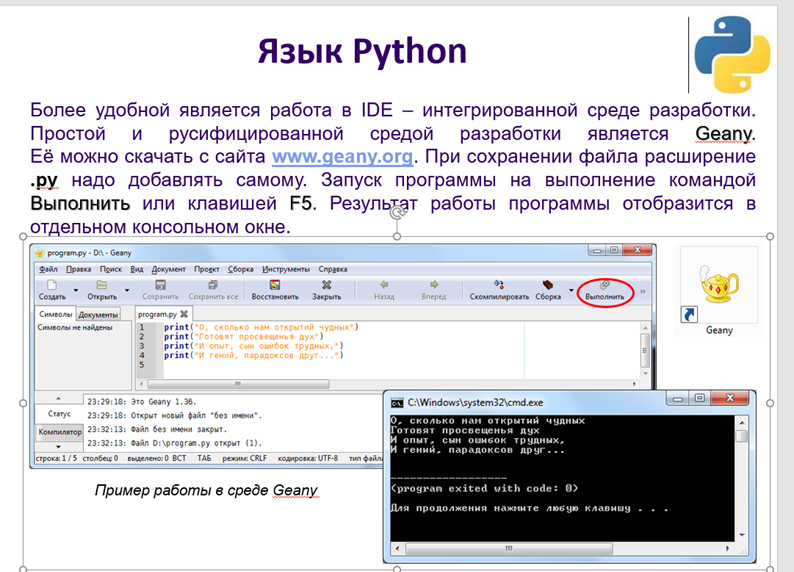 Язык Python
Более удобной является работа в IDE – интегрированной среде разработки.
Простой и русифицированной средой разработки является Geany.
Её можно скачать с сайта www.geany.org. При сохранении файла расширение
.py надо добавлять самому. Запуск программы на выполнение командой
Выполнить или клавишей F5. Результат работы программы отобразится в
отдельном консольном окне.
program.py - D:\ - Geany
Файл Правка Поиск Вид Документ Проект Сборка Инструменты Справка
Создать Открыть Сохранить Сохранить все Восстановить Закрыть Назад Вперёд Скомпилировать Сборка Выполнить
Символы Документы
program.py
Символы не найдены
1 print("О, сколько нам открытий чудных")
2 print("Готовят просвещенья дух")
3 print("И опыт, сын ошибок трудных,")
4 print("И гений, парадоксов друг...")
5
Статус
Компилятор
23:29:18: Это Geany 1.36.
23:29:18: Открыт новый файл "без имени".
23:32:13: Файл без имени закрыт.
23:32:13: Файл D:\program.py открыт (1).
строка: 1 / 5 столбец: 0 выделено: 0 ВСТ ТАБ режим: CRLF кодировка: UTF-8 тип файла
Geany
C:\Windows\system32\cmd.exe
О, сколько нам открытий чудных
Готовят просвещенья дух
И опыт, сын ошибок трудных,
И гений, парадоксов друг...
------------------
(program exited with code: 0)
Для продолжения нажмите любую клавишу . . .
Пример работы в среде Geany